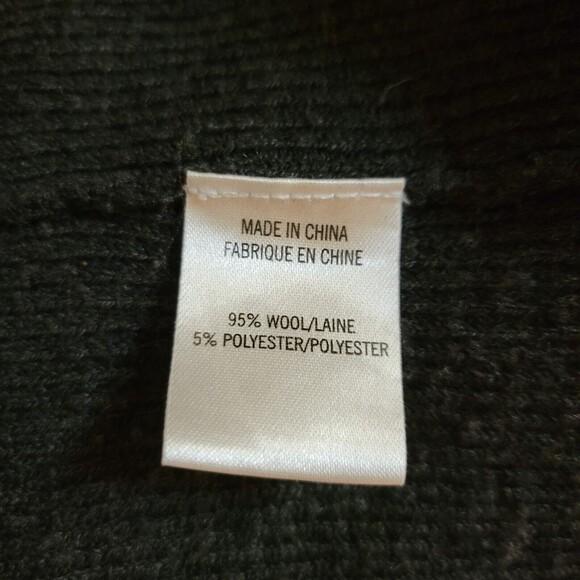 MADE IN CHINA
FABRIQUE EN CHINE
95% WOOL/LAINE
5% POLYESTER/POLYESTER